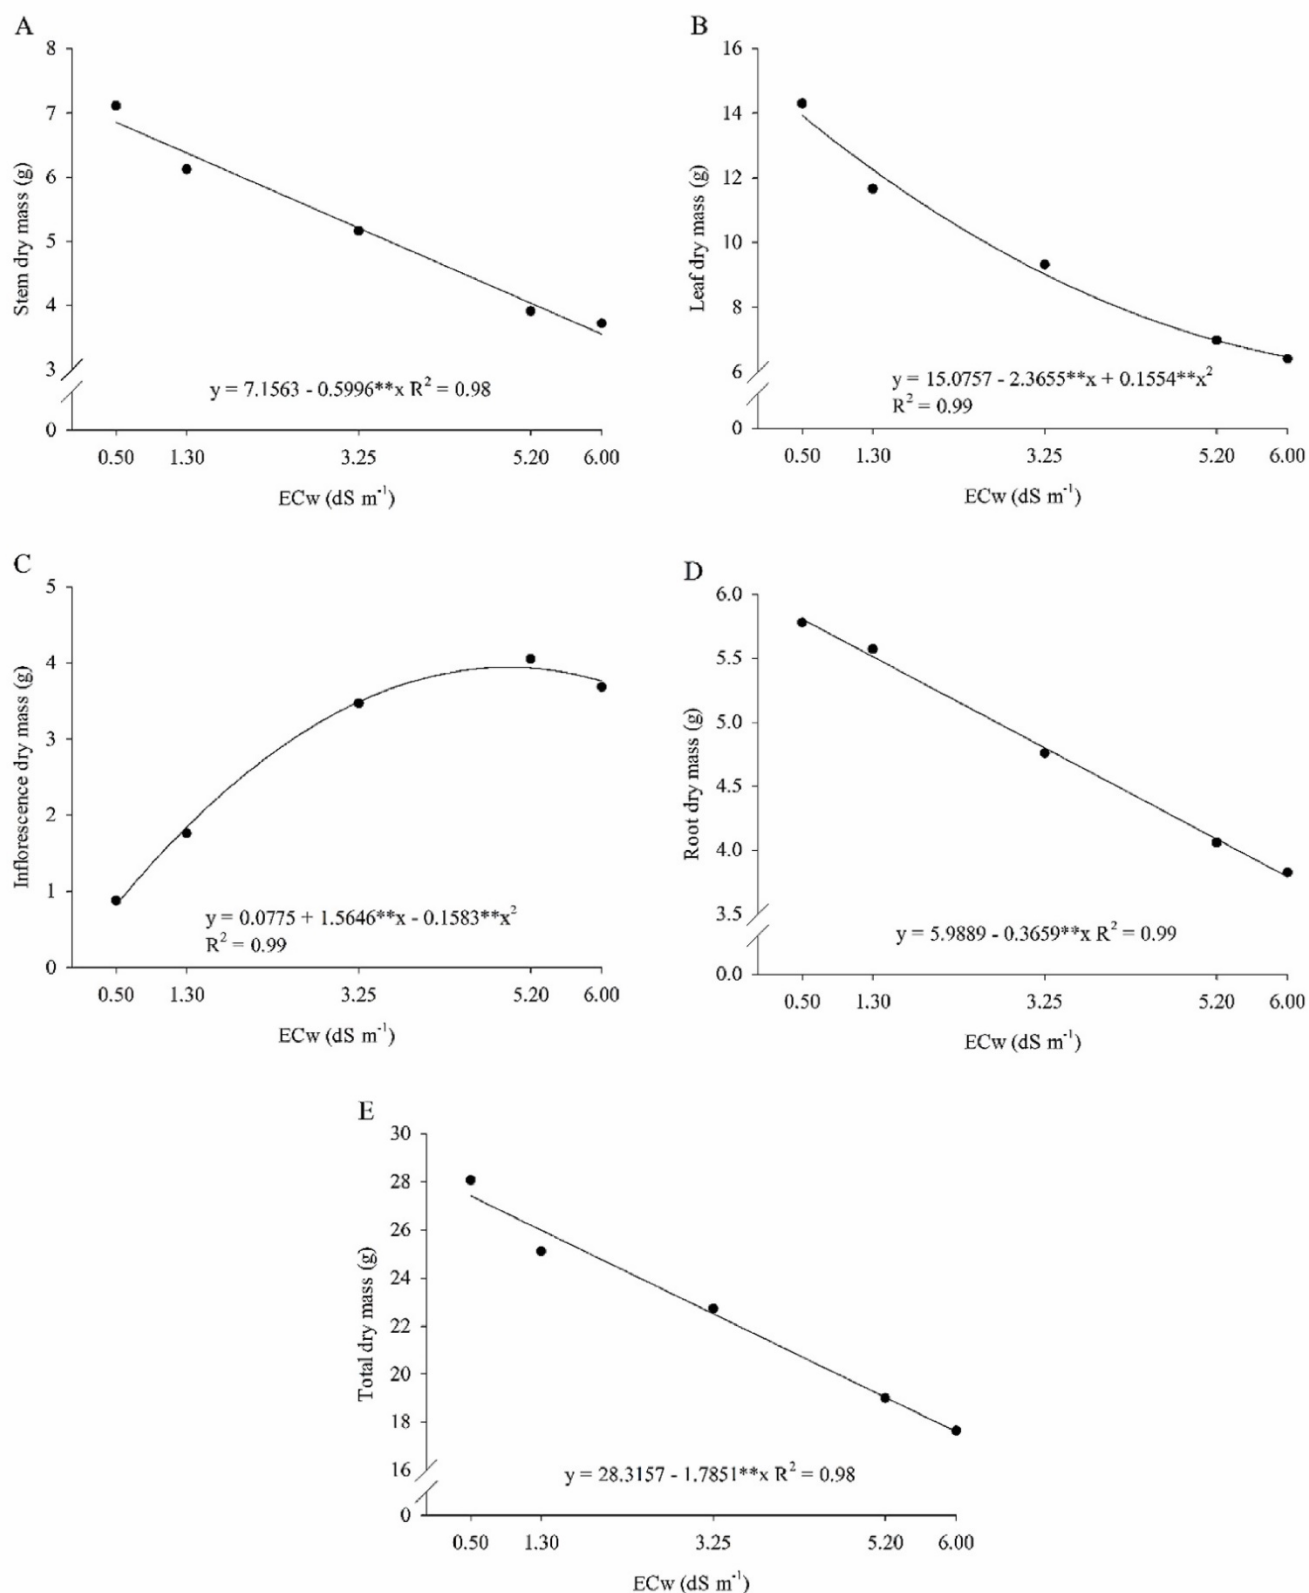 A
8
7
6
5
4
3
0
Stem dry mass (g)
y = 7.1563 - 0.5996**x R² = 0.98
0.50 1.30 3.25 5.20 6.00
ECw (dS m⁻¹)
B
16
14
12
10
8
6
0
Leaf dry mass (g)
y = 15.0757 - 2.3655**x + 0.1554**x²
R² = 0.99
0.50 1.30 3.25 5.20 6.00
ECw (dS m⁻¹)
C
5
4
3
2
1
0
Inflorescence dry mass (g)
y = 0.0775 + 1.5646**x - 0.1583**x²
R² = 0.99
0.50 1.30 3.25 5.20 6.00
ECw (dS m⁻¹)
D
6.0
5.5
5.0
4.5
4.0
3.5
0.0
Root dry mass (g)
y = 5.9889 - 0.3659**x R² = 0.99
0.50 1.30 3.25 5.20 6.00
ECw (dS m⁻¹)
E
30
28
26
24
22
20
18
16
0
Total dry mass (g)
y = 28.3157 - 1.7851**x R² = 0.98
0.50 1.30 3.25 5.20 6.00
ECw (dS m⁻¹)